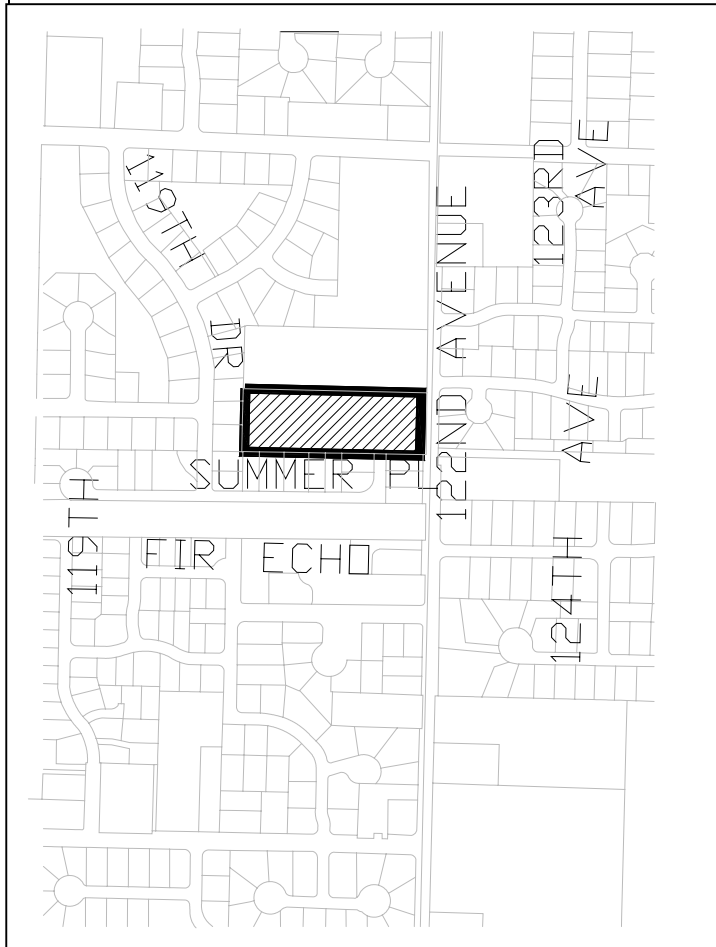 119TH
DR
122ND AVENUE
123RD
AVE
AVE
SUMMER PL
119TH
FIR ECHO
124TH